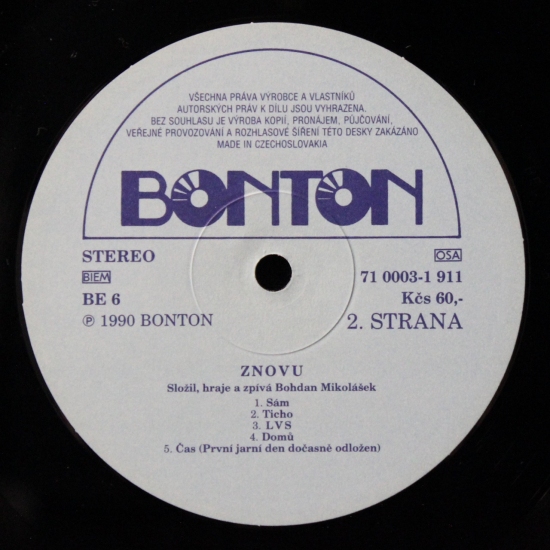 VŠECHNA PRÁVA VÝROBCE A VLASTNÍKŮ
AUTORSKÝCH PRÁV K DÍLU JSOU VYHRAZENA.
BEZ SOUHLASU JE VÝROBA KOPIÍ, PRONÁJEM, PŮJČOVÁNÍ,
VEŘEJNÉ PROVOZOVÁNÍ A ROZHLASOVÉ ŠÍŘENÍ TÉTO DESKY ZAKÁZÁNO
MADE IN CZECHOSLOVAKIA
BONTON
STEREO OSA
BIEM 71 0003-1 911
BE 6 Kčs 60,-
℗ 1990 BONTON 2. STRANA
ZNOVU
Složil, hraje a zpívá Bohdan Mikolášek
1. Sám
2. Ticho
3. LVS
4. Domů
5. Čas (První jarní den dočasně odložen)